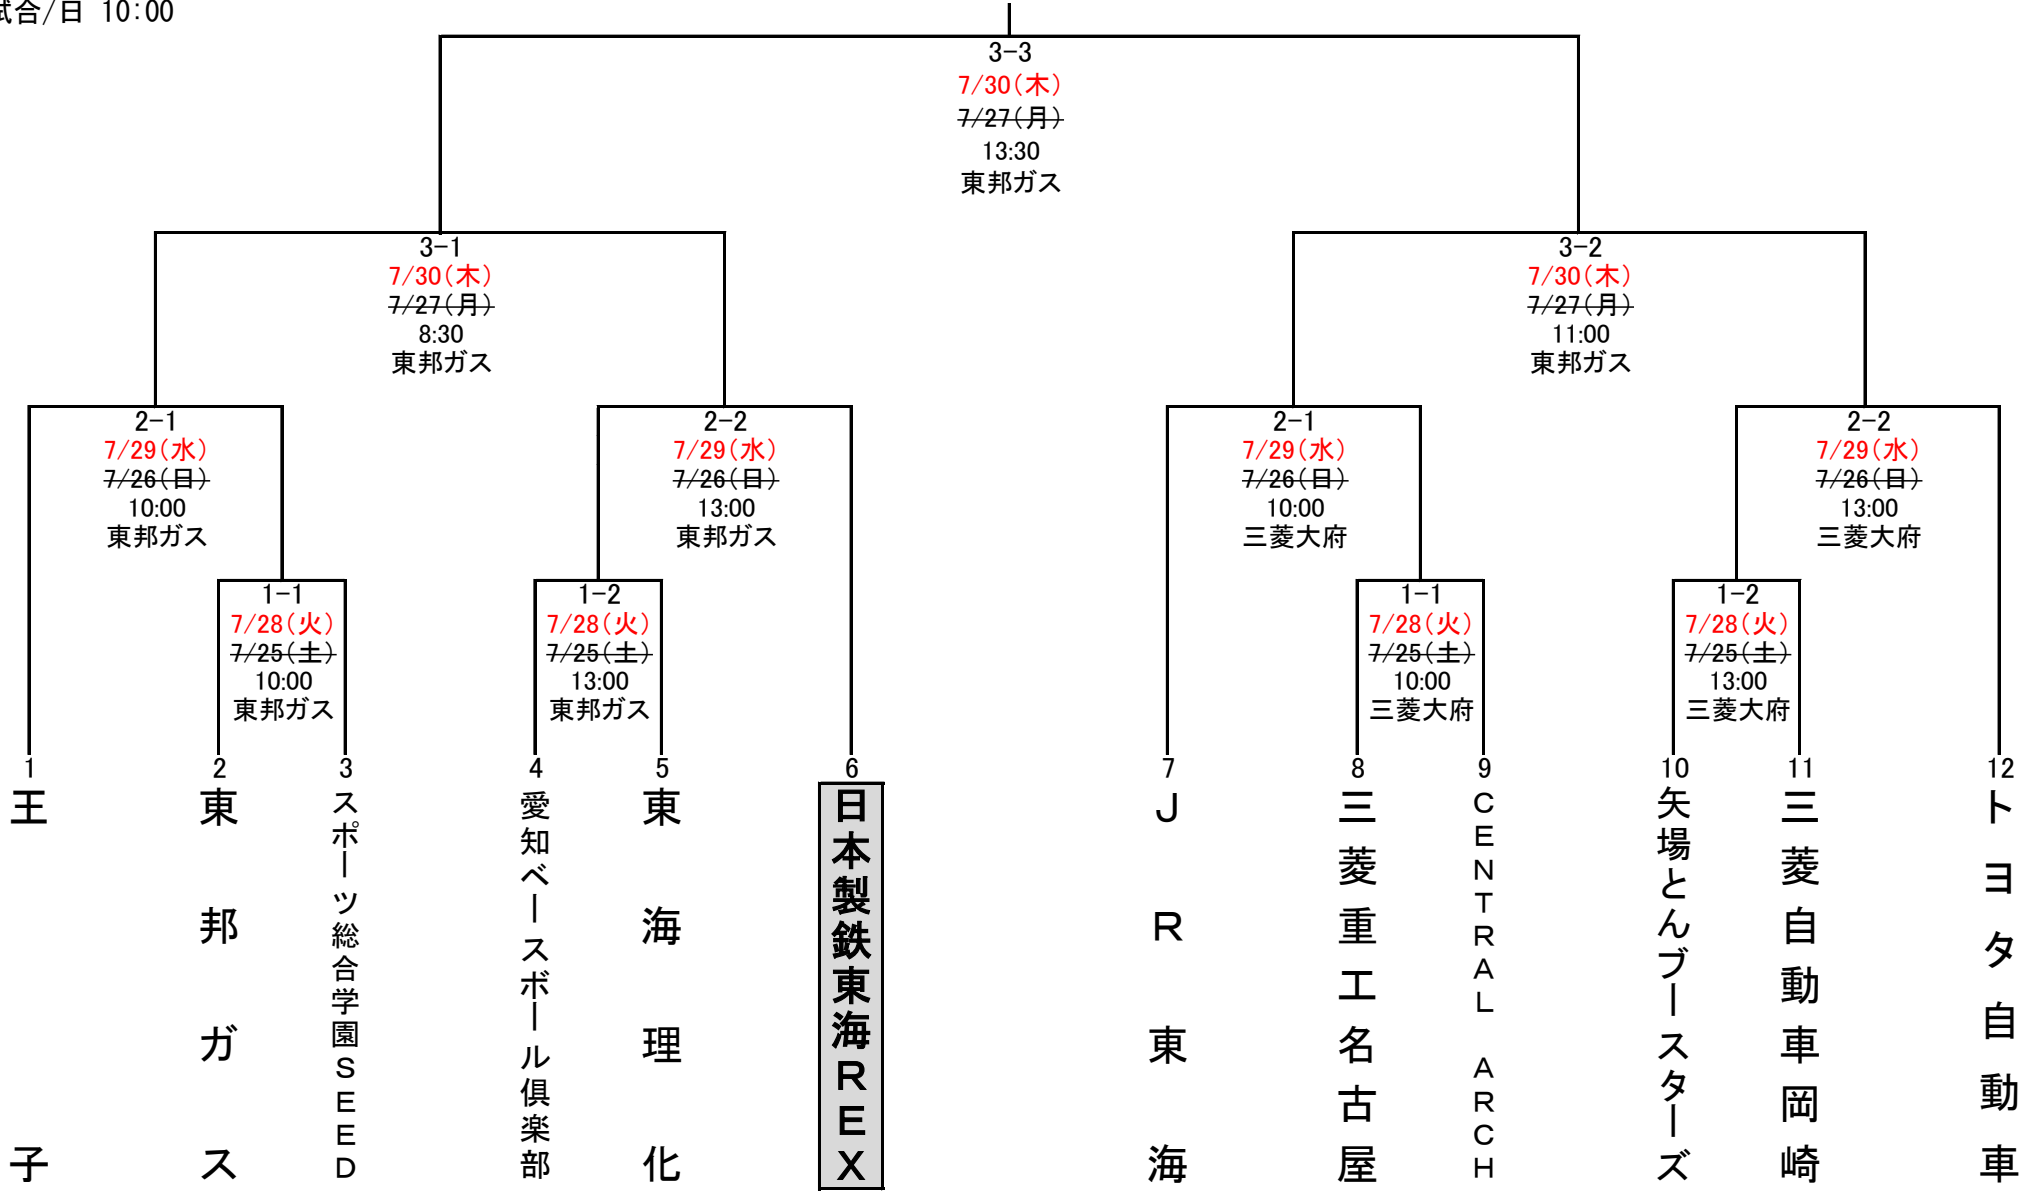 試合/日 10:00
3-3
7/30(木)
7/27(月)
13:30
東邦ガス
3-1
7/30(木)
7/27(月)
8:30
東邦ガス
3-2
7/30(木)
7/27(月)
11:00
東邦ガス
2-1
7/29(水)
7/26(日)
10:00
東邦ガス
2-2
7/29(水)
7/26(日)
13:00
東邦ガス
2-1
7/29(水)
7/26(日)
10:00
三菱大府
2-2
7/29(水)
7/26(日)
13:00
三菱大府
1-1
7/28(火)
7/25(土)
10:00
東邦ガス
1-2
7/28(火)
7/25(土)
13:00
東邦ガス
1-1
7/28(火)
7/25(土)
10:00
三菱大府
1-2
7/28(火)
7/25(土)
13:00
三菱大府
1
王子
2
東邦ガス
3
スポーツ総合学園SEED
4
愛知ベースボール倶楽部
5
東海理化
6
日本製鉄東海REX
7
JR東海
8
三菱重工名古屋
9
CENTRAL ARCH
10
矢場とんブースターズ
11
三菱自動車岡崎
12
トヨタ自動車